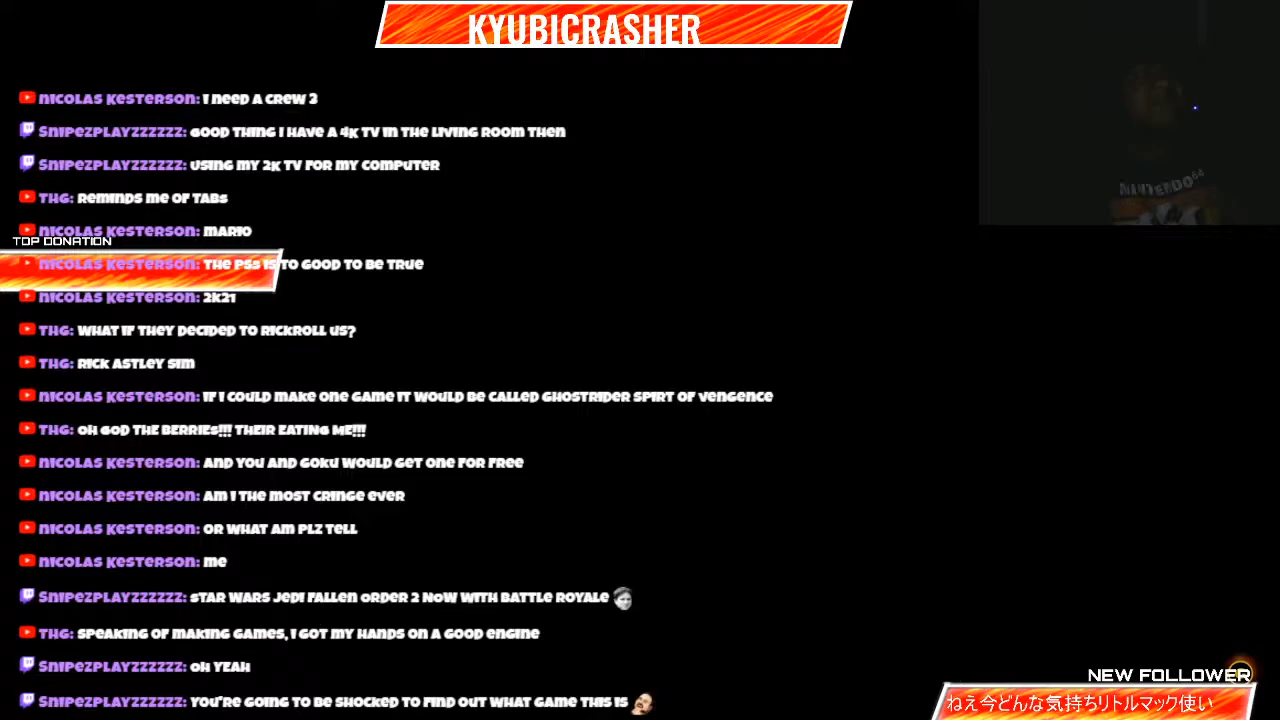 KYUBICRASHER
Nicolas Kesterson: I need a crew 3
Snipezplayzzzzzz: Good thing I have a 4k TV in the living room then
Snipezplayzzzzzz: Using my 2k TV for my computer
THG: Reminds me of TABS
Nicolas Kesterson: Mario
TOP DONATION
Nicolas Kesterson: The ps5 is to good to be true
Nicolas Kesterson: 2k21
THG: What if they decided to rickroll us?
THG: Rick Astley Sim
Nicolas Kesterson: If I could make one game it would be called ghostrider spirt of vengence
THG: OH GOD THE BERRIES!!! THEIR EATING ME!!!
Nicolas Kesterson: And you and Goku would get one for free
Nicolas Kesterson: Am I the most cringe ever
Nicolas Kesterson: Or what am plz tell
Nicolas Kesterson: me
Snipezplayzzzzzz: Star Wars Jedi Fallen Order 2 now with Battle Royale
THG: Speaking of making games, I got my hands on a good engine
Snipezplayzzzzzz: Oh yeah
Snipezplayzzzzzz: You're going to be shocked to find out what game this is
NINTENDO64
NEW FOLLOWER
ねえ今どんな気持ちリトルマック使い